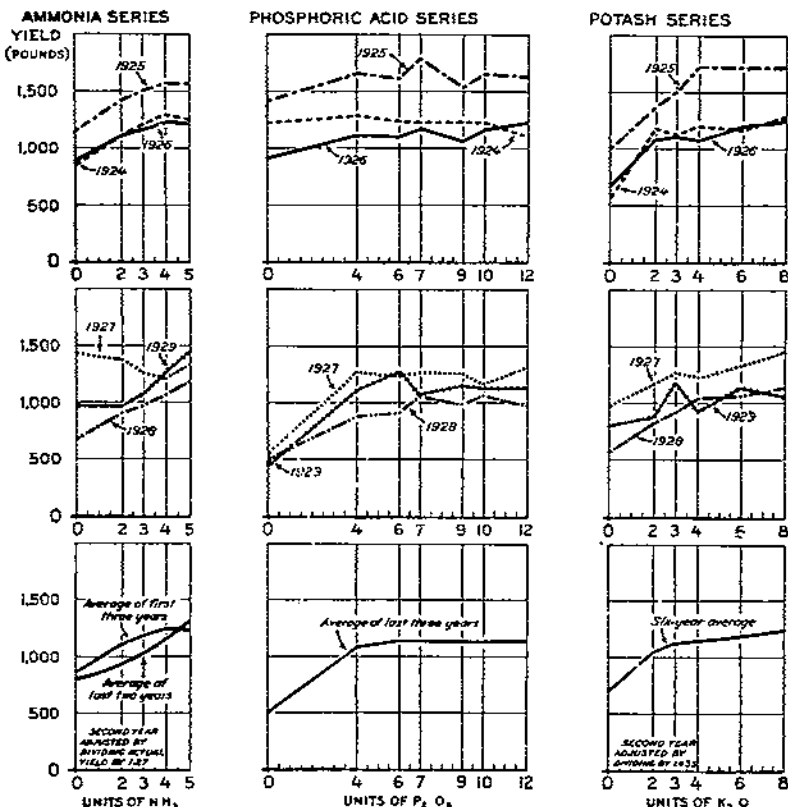 AMMONIA SERIES
PHOSPHORIC ACID SERIES
POTASH SERIES
YIELD
(POUNDS)
1925
1,500
1926
1,000
1924
500
0
0 2 3 4 5
1925
1926
1924
0 4 6 7 9 10 12
1925
1926
1924
0 2 3 4 6 8
1927
1,500
1929
1,000
1928
500
0
0 2 3 4 5
1927
1928
1923
0 4 6 7 9 10 12
1927
1928
1923
0 2 3 4 6 8
1,500
Average of first
three years
1,000
Average of
last two years
500
SECOND YEAR
ADJUSTED BY
DIVIDING ACTUAL
YIELD BY 1.27
0
0 2 3 4 5
UNITS OF NH₃
Average of last three years
0 4 6 7 9 10 12
UNITS OF P₂O₅
Six-year average
SECOND YEAR
ADJUSTED BY
DIVIDING BY
0 2 3 4 6 8
UNITS OF K₂O